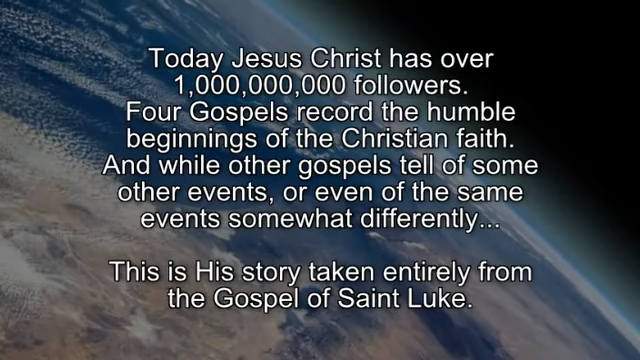 Today Jesus Christ has over
1,000,000,000 followers.
Four Gospels record the humble
beginnings of the Christian faith.
And while other gospels tell of some
other events, or even of the same
events somewhat differently...
This is His story taken entirely from
the Gospel of Saint Luke.